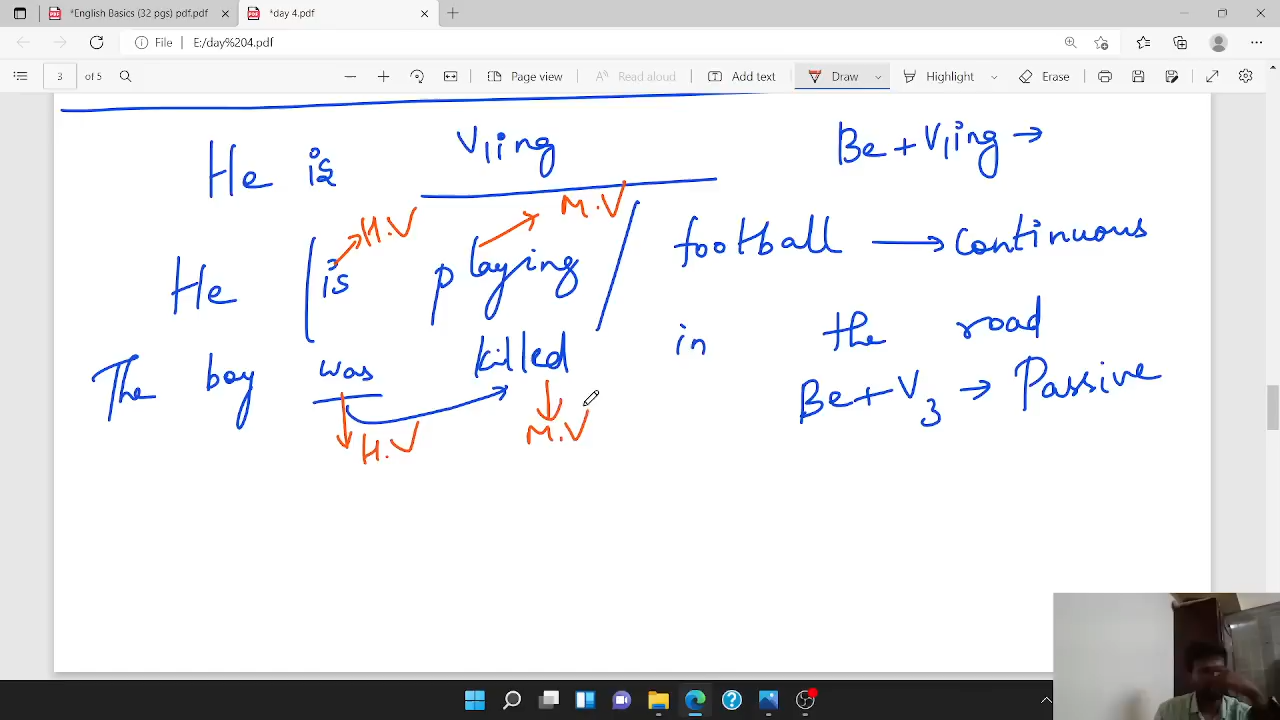 *English Basics (32 pgs) pdf.pdf
*day 4.pdf
File E:/day%204.pdf
3 of 5
Page view
Read aloud
Add text
Draw
Highlight
Erase
He is V1ing Be + V1ing →
H.V M.V
He is playing / football → continuous
The boy was killed in the road
Be + V3 → Passive
H.V M.V